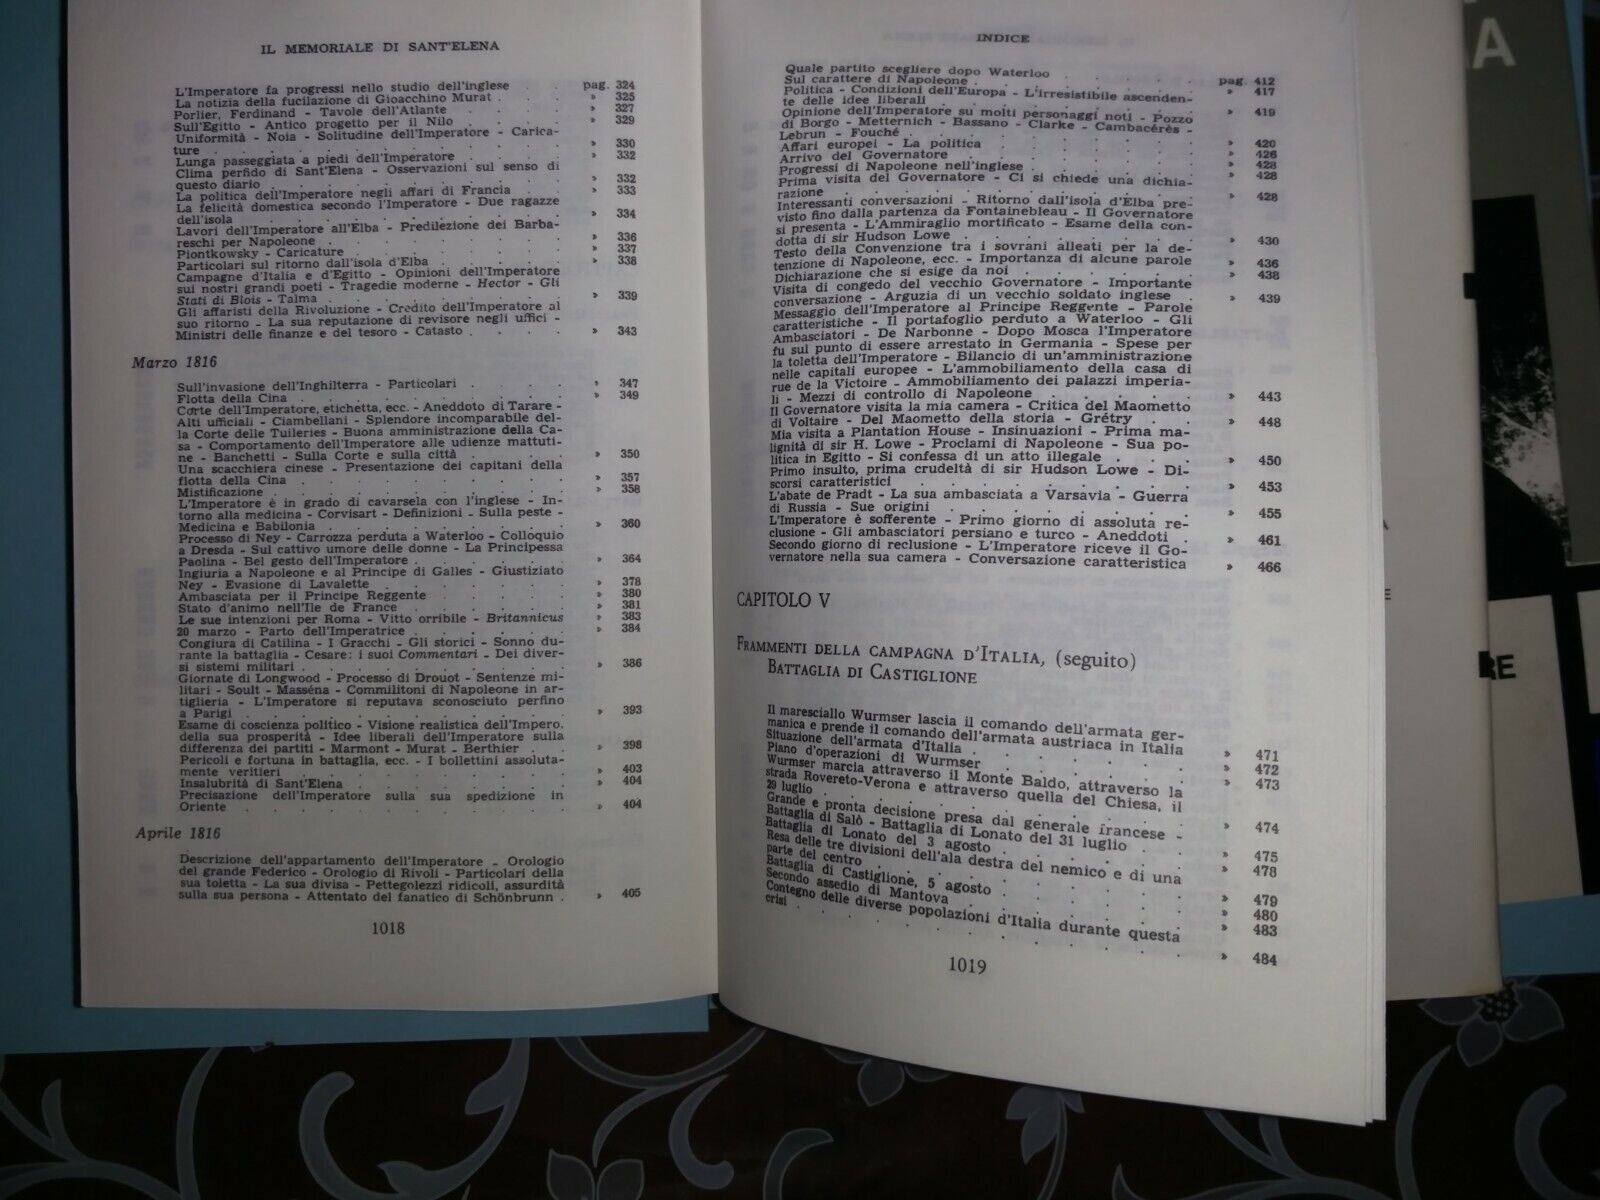 IL MEMORIALE DI SANT'ELENA
L'Imperatore fa progressi nello studio dell'inglese . . pag. 324
La notizia della fucilazione di Gioacchino Murat . . . » 325
Porlier, Ferdinand - Tavole dell'Atlante . . . . » 327
Sull'Egitto - Antico progetto per il Nilo . . . . » 329
Uniformità - Noia - Solitudine dell'Imperatore - Carica-
ture . . . . . . . . . . » 330
Lunga passeggiata a piedi dell'Imperatore . . . . » 332
Clima perfido di Sant'Elena - Osservazioni sul senso di
questo diario . . . . . . . . . » 332
La politica dell'Imperatore negli affari di Francia . . » 333
La felicità domestica secondo l'Imperatore - Due ragazze
dell'isola . . . . . . . . . » 334
Lavori dell'Imperatore all'Elba - Predilezione dei Barba-
reschi per Napoleone . . . . . . . » 336
Piontkowsky - Caricature . . . . . . » 337
Particolari sul ritorno dall'isola d'Elba . . . . » 338
Campagne d'Italia e d'Egitto - Opinioni dell'Imperatore
sui nostri grandi poeti - Tragedie moderne - Hector - Gli
Stati di Blois - Talma . . . . . . . » 339
Gli affaristi della Rivoluzione - Credito dell'Imperatore al
suo ritorno - La sua reputazione di revisore negli uffici -
Ministri delle finanze e del tesoro - Catasto . . . » 343
Marzo 1816
Sull'invasione dell'Inghilterra - Particolari . . . . » 347
Flotta della Cina . . . . . . . . » 349
Corte dell'Imperatore, etichetta, ecc. - Aneddoto di Tarare -
Alti ufficiali - Ciambellani - Splendore incomparabile del-
la Corte delle Tuileries - Buona amministrazione della Ca-
sa - Comportamento dell'Imperatore alle udienze mattuti-
ne - Banchetti - Sulla Corte e sulla città . . . . » 350
Una scacchiera cinese - Presentazione dei capitani della
flotta della Cina . . . . . . . . » 357
Mistificazione . . . . . . . . . » 358
L'Imperatore è in grado di cavarsela con l'inglese - In-
torno alla medicina - Corvisart - Definizioni - Sulla peste -
Medicina e Babilonia . . . . . . . » 360
Processo di Ney - Carrozza perduta a Waterloo - Colloquio
a Dresda - Sul cattivo umore delle donne - La Principessa
Paolina - Bel gesto dell'Imperatore . . . . . » 364
Ingiuria a Napoleone e al Principe di Galles - Giustiziato
Ney - Evasione di Lavalette . . . . . . » 378
Ambasciata per il Principe Reggente . . . . » 380
Stato d'animo nell'Ile de France . . . . . » 381
Le sue intenzioni per Roma - Vitto orribile - Britannicus » 383
20 marzo - Parto dell'Imperatrice . . . . . » 384
Congiura di Catilina - I Gracchi - Gli storici - Sonno du-
rante la battaglia - Cesare: i suoi Commentari - Dei diver-
si sistemi militari . . . . . . . . » 386
Giornate di Longwood - Processo di Drouot - Sentenze mi-
litari - Soult - Masséna - Commilitoni di Napoleone in ar-
tiglieria - L'Imperatore si reputava sconosciuto perfino
a Parigi . . . . . . . . . . » 393
Esame di coscienza politico - Visione realistica dell'Impero,
della sua prosperità - Idee liberali dell'Imperatore sulla
differenza dei partiti - Marmont - Murat - Berthier . . » 398
Pericoli e fortuna in battaglia, ecc. - I bollettini assoluta-
mente veritieri . . . . . . . . » 403
Insalubrità di Sant'Elena . . . . . . . » 404
Precisazione dell'Imperatore sulla sua spedizione in
Oriente . . . . . . . . . . » 404
Aprile 1816
Descrizione dell'appartamento dell'Imperatore - Orologio
del grande Federico - Orologio di Rivoli - Particolari della
sua toletta - La sua divisa - Pettegolezzi ridicoli, assurdità
sulla sua persona - Attentato del fanatico di Schönbrunn . » 405
1018
INDICE
Quale partito scegliere dopo Waterloo . . . . . pag. 412
Sul carattere di Napoleone . . . . . . » 417
Politica - Condizioni dell'Europa - L'irresistibile ascenden-
te delle idee liberali . . . . . . . » 419
Opinione dell'Imperatore su molti personaggi noti - Pozzo
di Borgo - Metternich - Bassano - Clarke - Cambacérès -
Lebrun - Fouché . . . . . . . . » 420
Affari europei - La politica . . . . . . » 426
Arrivo del Governatore . . . . . . . » 428
Progressi di Napoleone nell'inglese . . . . . » 428
Prima visita del Governatore - Ci si chiede una dichia-
razione . . . . . . . . . » 428
Interessanti conversazioni - Ritorno dall'isola d'Elba pre-
visto fino dalla partenza da Fontainebleau - Il Governatore
si presenta - L'Ammiraglio mortificato - Esame della con-
dotta di sir Hudson Lowe . . . . . . » 430
Testo della Convenzione tra i sovrani alleati per la de-
tenzione di Napoleone, ecc. - Importanza di alcune parole » 436
Dichiarazione che si esige da noi . . . . . » 438
Visita di congedo del vecchio Governatore - Importante
conversazione - Arguzia di un vecchio soldato inglese . » 439
Messaggio dell'Imperatore al Principe Reggente - Parole
caratteristiche - Il portafoglio perduto a Waterloo - Gli
Ambasciatori - De Narbonne - Dopo Mosca l'Imperatore
fu sul punto di essere arrestato in Germania - Spese per
la toletta dell'Imperatore - Bilancio di un'amministrazione
nelle capitali europee - L'ammobiliamento della casa di
rue de la Victoire - Ammobiliamento dei palazzi imperia-
li - Mezzi di controllo di Napoleone . . . . . » 443
Il Governatore visita la mia camera - Critica del Maometto
di Voltaire - Del Maometto della storia - Grétry . . » 448
Mia visita a Plantation House - Insinuazioni - Prima ma-
lignità di sir H. Lowe - Proclami di Napoleone - Sua po-
litica in Egitto - Si confessa di un atto illegale . . . » 450
Primo insulto, prima crudeltà di sir Hudson Lowe - Di-
scorsi caratteristici . . . . . . . » 453
L'abate de Pradt - La sua ambasciata a Varsavia - Guerra
di Russia - Sue origini . . . . . . . » 455
L'Imperatore è sofferente - Primo giorno di assoluta re-
clusione - Gli ambasciatori persiano e turco - Aneddoti . » 461
Secondo giorno di reclusione - L'Imperatore riceve il Go-
vernatore nella sua camera - Conversazione caratteristica » 466
CAPITOLO V
FRAMMENTI DELLA CAMPAGNA D'ITALIA, (seguito)
BATTAGLIA DI CASTIGLIONE
Il maresciallo Wurmser lascia il comando dell'armata ger-
manica e prende il comando dell'armata austriaca in Italia » 471
Situazione dell'armata d'Italia . . . . . . » 472
Piano d'operazioni di Wurmser . . . . . . » 473
Wurmser marcia attraverso il Monte Baldo, attraverso la
strada Rovereto-Verona e attraverso quella del Chiesa, il
29 luglio . . . . . . . . . » 474
Grande e pronta decisione presa dal generale francese -
Battaglia di Salò - Battaglia di Lonato del 31 luglio . . » 475
Battaglia di Lonato del 3 agosto . . . . . » 478
Resa delle tre divisioni dell'ala destra del nemico e di una
parte del centro . . . . . . . . » 479
Battaglia di Castiglione, 5 agosto . . . . . » 480
Secondo assedio di Mantova . . . . . . » 483
Contegno delle diverse popolazioni d'Italia durante questa
crisi . . . . . . . . . . » 484
1019